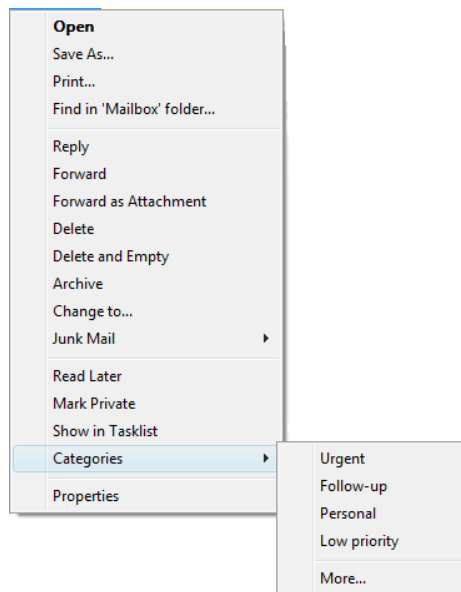 Open
Save As...
Print...
Find in 'Mailbox' folder...
Reply
Forward
Forward as Attachment
Delete
Delete and Empty
Archive
Change to...
Junk Mail
Read Later
Mark Private
Show in Tasklist
Categories
Properties
Urgent
Follow-up
Personal
Low priority
More...